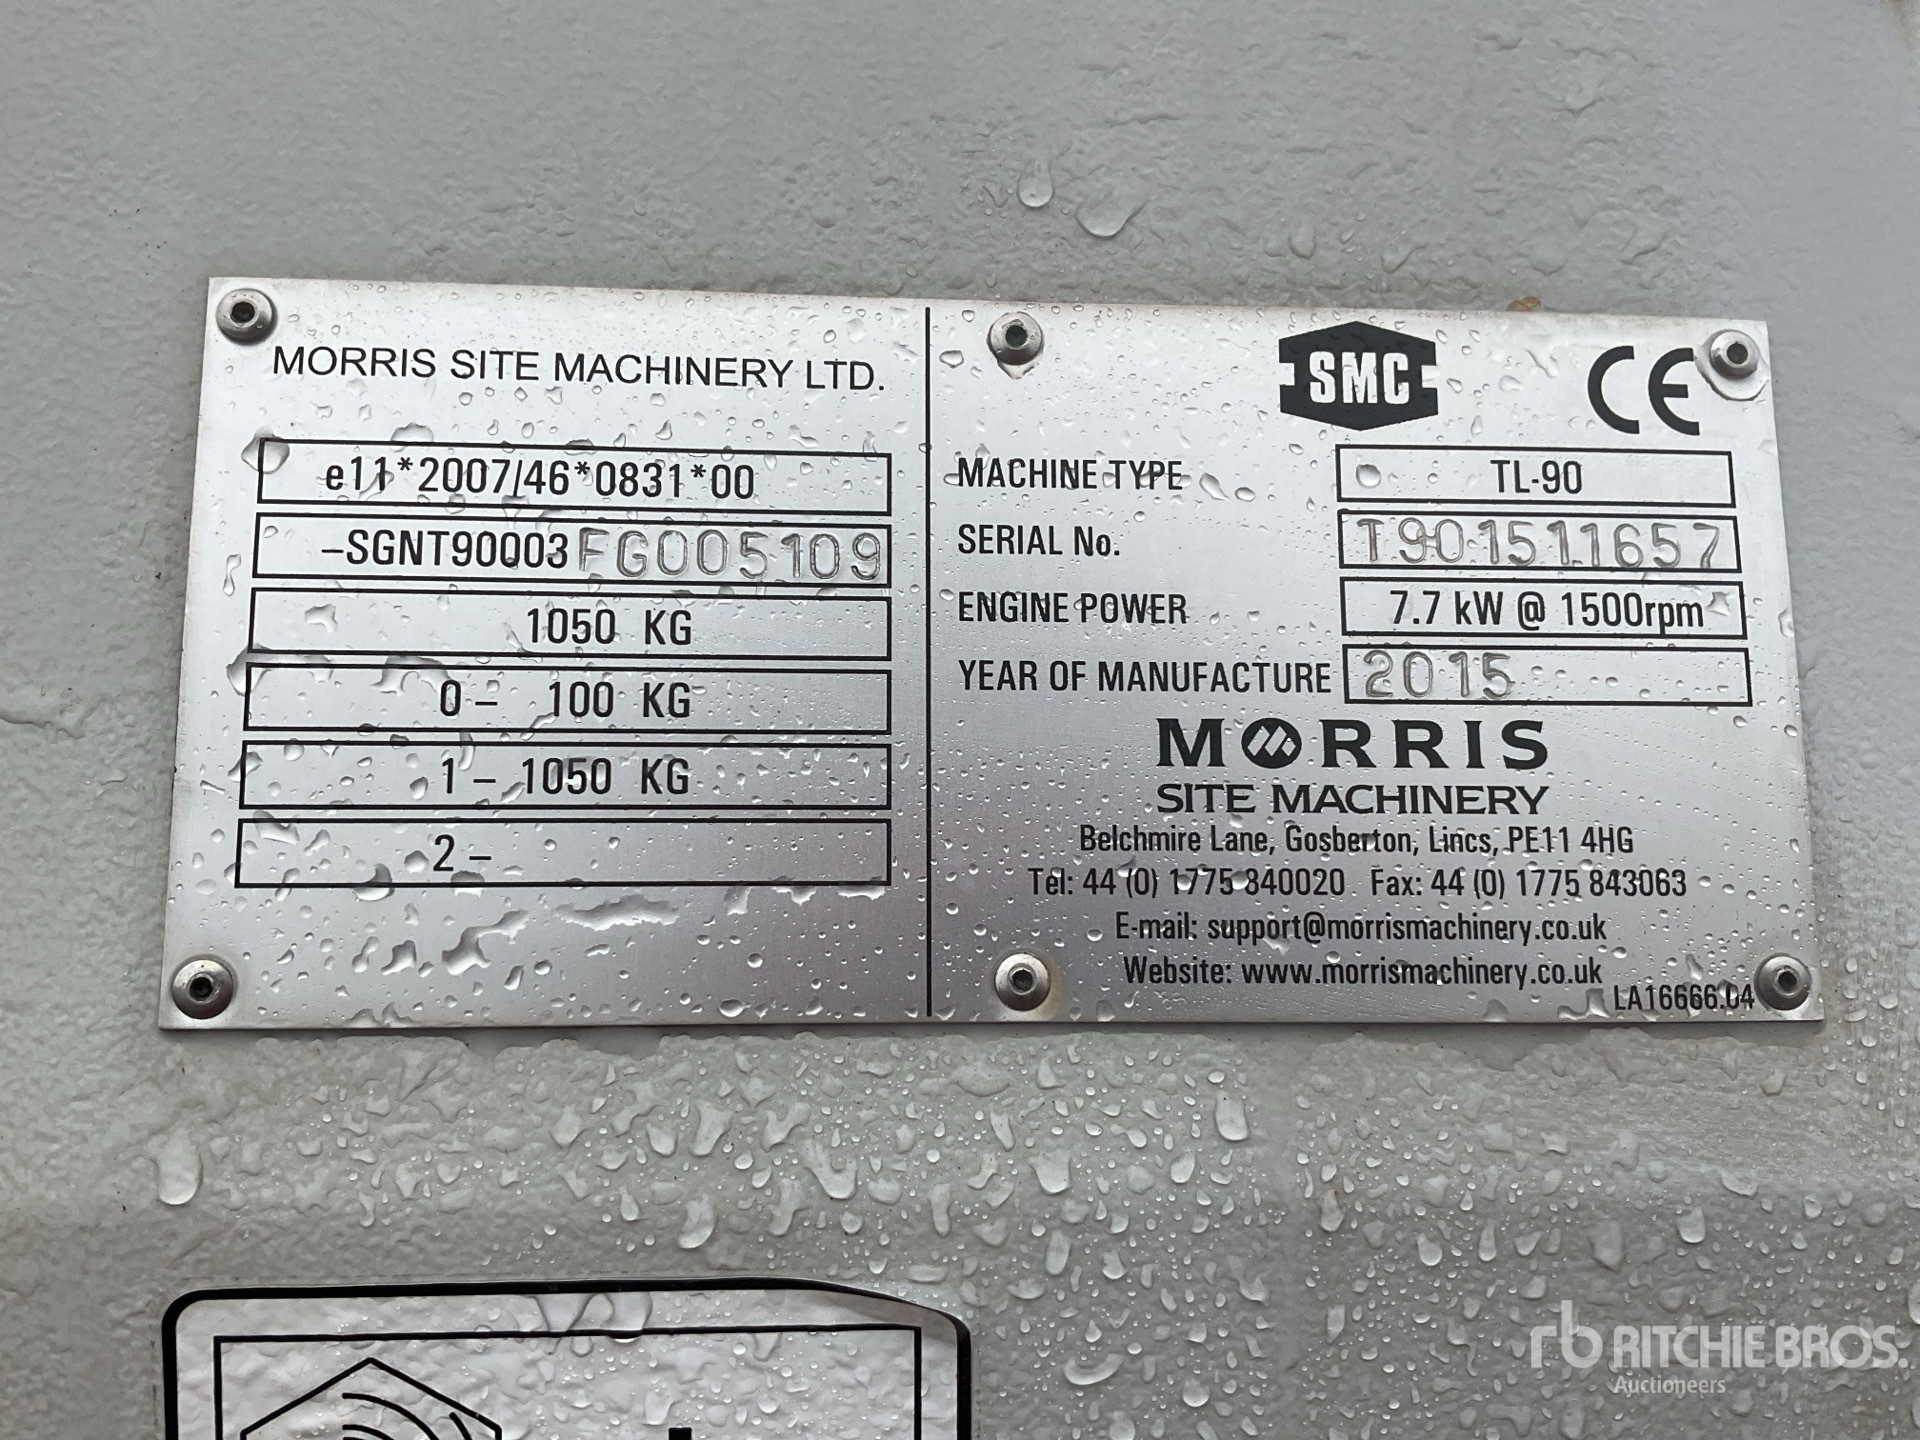 MORRIS SITE MACHINERY LTD.
e11*2007/46*0831*00
-SGNT90003FG005109
1050 KG
0 - 100 KG
1 - 1050 KG
2 -
SMC
CE
MACHINE TYPE TL-90
SERIAL No. T901511657
ENGINE POWER 7.7 kW @ 1500rpm
YEAR OF MANUFACTURE 2015
MORRIS
SITE MACHINERY
Belchmire Lane, Gosberton, Lincs, PE11 4HG
Tel: 44 (0) 1775 840020 Fax: 44 (0) 1775 843063
E-mail: support@morrismachinery.co.uk
Website: www.morrismachinery.co.uk
LA16666.04
rb RITCHIE BROS.
Auctioneers